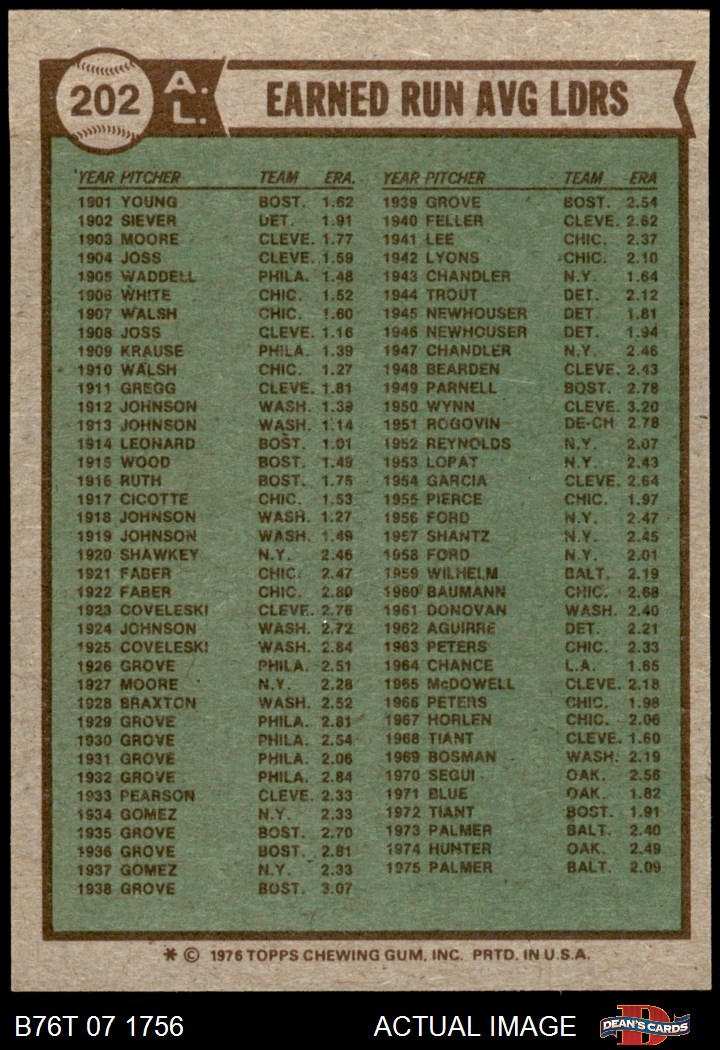 202 A. L. EARNED RUN AVG LDRS
YEAR PITCHER TEAM ERA.
1901 YOUNG BOST. 1.62
1902 SIEVER DET. 1.91
1903 MOORE CLEVE. 1.77
1904 JOSS CLEVE. 1.59
1905 WADDELL PHILA. 1.48
1906 WHITE CHIC. 1.52
1907 WALSH CHIC. 1.60
1908 JOSS CLEVE. 1.16
1909 KRAUSE PHILA. 1.39
1910 WALSH CHIC. 1.27
1911 GREGG CLEVE. 1.81
1912 JOHNSON WASH. 1.39
1913 JOHNSON WASH. 1.14
1914 LEONARD BOST. 1.01
1915 WOOD BOST. 1.49
1916 RUTH BOST. 1.75
1917 CICOTTE CHIC. 1.53
1918 JOHNSON WASH. 1.27
1919 JOHNSON WASH. 1.49
1920 SHAWKEY N.Y. 2.46
1921 FABER CHIC. 2.47
1922 FABER CHIC. 2.80
1923 COVELESKI CLEVE. 2.76
1924 JOHNSON WASH. 2.72
1925 COVELESKI WASH. 2.84
1926 GROVE PHILA. 2.51
1927 MOORE N.Y. 2.28
1928 BRAXTON WASH. 2.52
1929 GROVE PHILA. 2.81
1930 GROVE PHILA. 2.54
1931 GROVE PHILA. 2.06
1932 GROVE PHILA. 2.84
1933 PEARSON CLEVE. 2.33
1934 GOMEZ N.Y. 2.33
1935 GROVE BOST. 2.70
1936 GROVE BOST. 2.81
1937 GOMEZ N.Y. 2.33
1938 GROVE BOST. 3.07
YEAR PITCHER TEAM ERA
1939 GROVE BOST. 2.54
1940 FELLER CLEVE. 2.62
1941 LEE CHIC. 2.37
1942 LYONS CHIC. 2.10
1943 CHANDLER N.Y. 1.64
1944 TROUT DET. 2.12
1945 NEWHOUSER DET. 1.81
1946 NEWHOUSER DET. 1.94
1947 CHANDLER N.Y. 2.46
1948 BEARDEN CLEVE. 2.43
1949 PARNELL BOST. 2.78
1950 WYNN CLEVE. 3.20
1951 ROGOVIN DE-CH 2.78
1952 REYNOLDS N.Y. 2.07
1953 LOPAT N.Y. 2.43
1954 GARCIA CLEVE. 2.64
1955 PIERCE CHIC. 1.97
1956 FORD N.Y. 2.47
1957 SHANTZ N.Y. 2.45
1958 FORD N.Y. 2.01
1959 WILHELM BALT. 2.19
1960 BAUMANN CHIC. 2.68
1961 DONOVAN WASH. 2.40
1962 AGUIRRE DET. 2.21
1963 PETERS CHIC. 2.33
1964 CHANCE L.A. 1.65
1965 McDOWELL CLEVE. 2.18
1966 PETERS CHIC. 1.98
1967 HORLEN CHIC. 2.06
1968 TIANT CLEVE. 1.60
1969 BOSMAN WASH. 2.19
1970 SEGUI OAK. 2.56
1971 BLUE OAK. 1.82
1972 TIANT BOST. 1.91
1973 PALMER BALT. 2.40
1974 HUNTER OAK. 2.49
1975 PALMER BALT. 2.09
* © 1976 TOPPS CHEWING GUM, INC. PRTD. IN U.S.A.
B76T 07 1756 ACTUAL IMAGE D DEAN'S CARDS